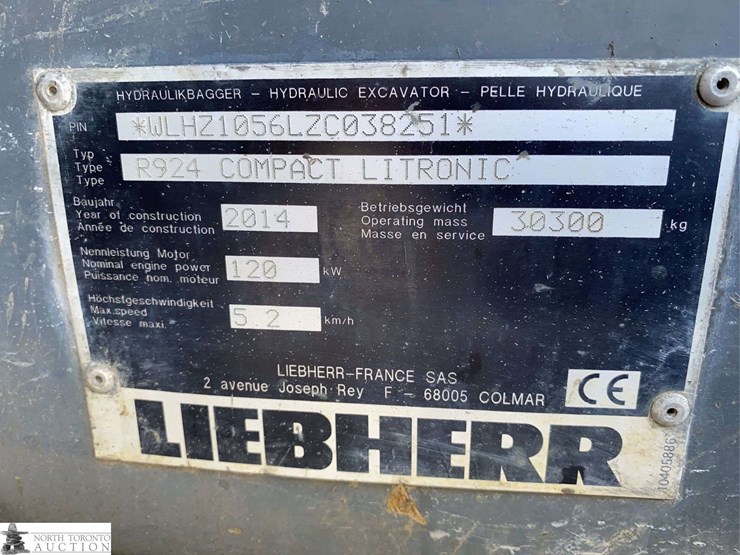 HYDRAULIKBAGGER – HYDRAULIC EXCAVATOR – PELLE HYDRAULIQUE
PIN *WLHZ1056LZC038251*
Typ
Type
Type
R924 COMPACT LITRONIC
Baujahr
Year of construction
Année de construction
2014
Betriebsgewicht
Operating mass
Masse en service
30300 kg
Nennleistung Motor
Nominal engine power
Puissance nom. moteur
120 kW
Höchstgeschwindigkeit
Max.speed
Vitesse maxi.
5.2 km/h
LIEBHERR-FRANCE SAS
2 avenue Joseph Rey F – 68005 COLMAR
CE
LIEBHERR
10405886
NORTH TORONTO
AUCTION